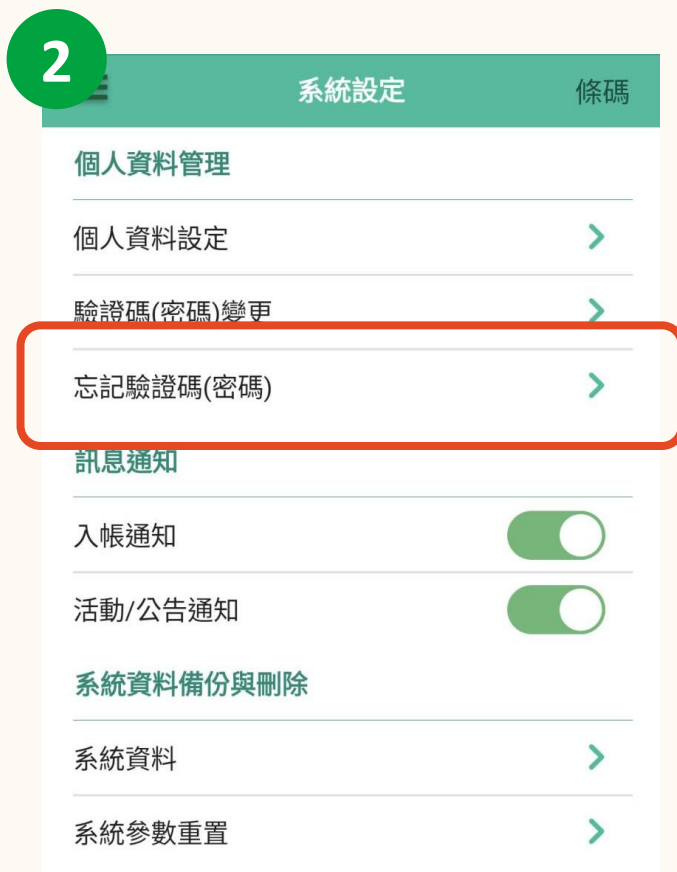 2
系統設定 條碼
個人資料管理
個人資料設定
驗證碼(密碼)變更
忘記驗證碼(密碼)
訊息通知
入帳通知
活動/公告通知
系統資料備份與刪除
系統資料
系統參數重置